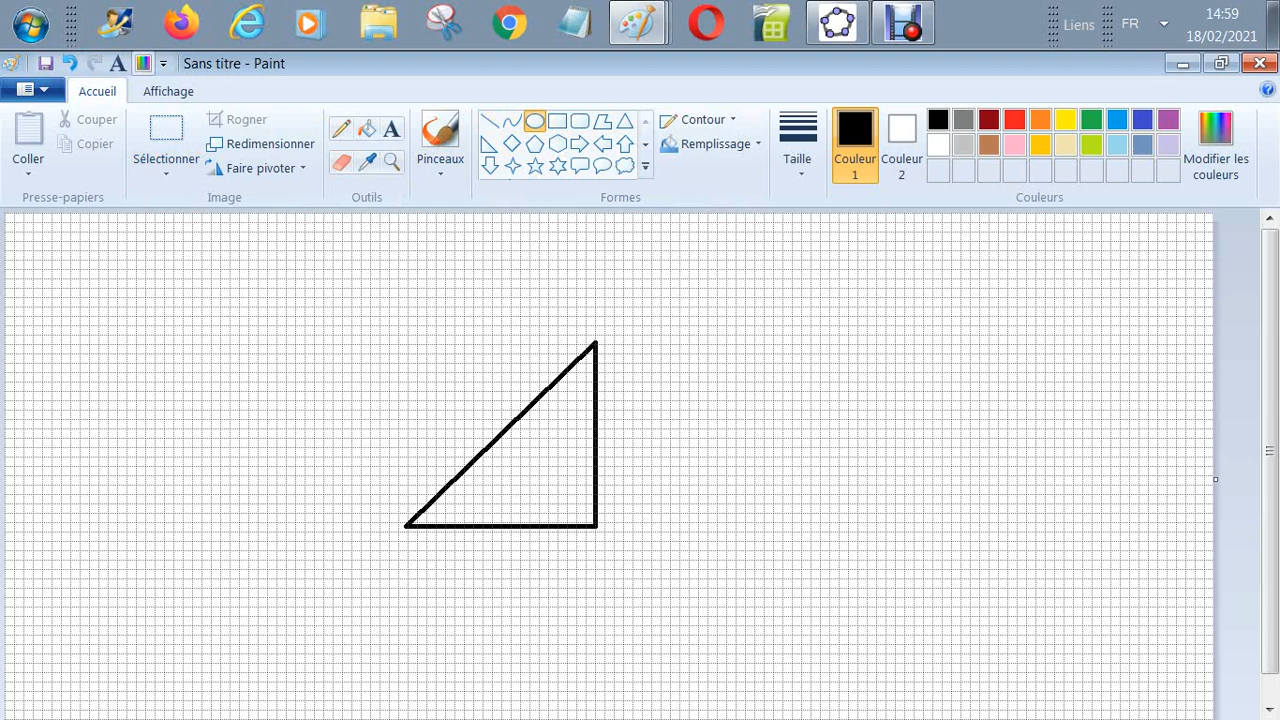 14:59
Liens FR
18/02/2021
Sans titre - Paint
Accueil Affichage
Couper
Copier
Coller
Presse-papiers
Sélectionner
Rogner
Redimensionner
Faire pivoter
Image
A
Outils
Pinceaux
Contour
Remplissage
Formes
Taille
Couleur
1
Couleur
2
Modifier les
couleurs
Couleurs